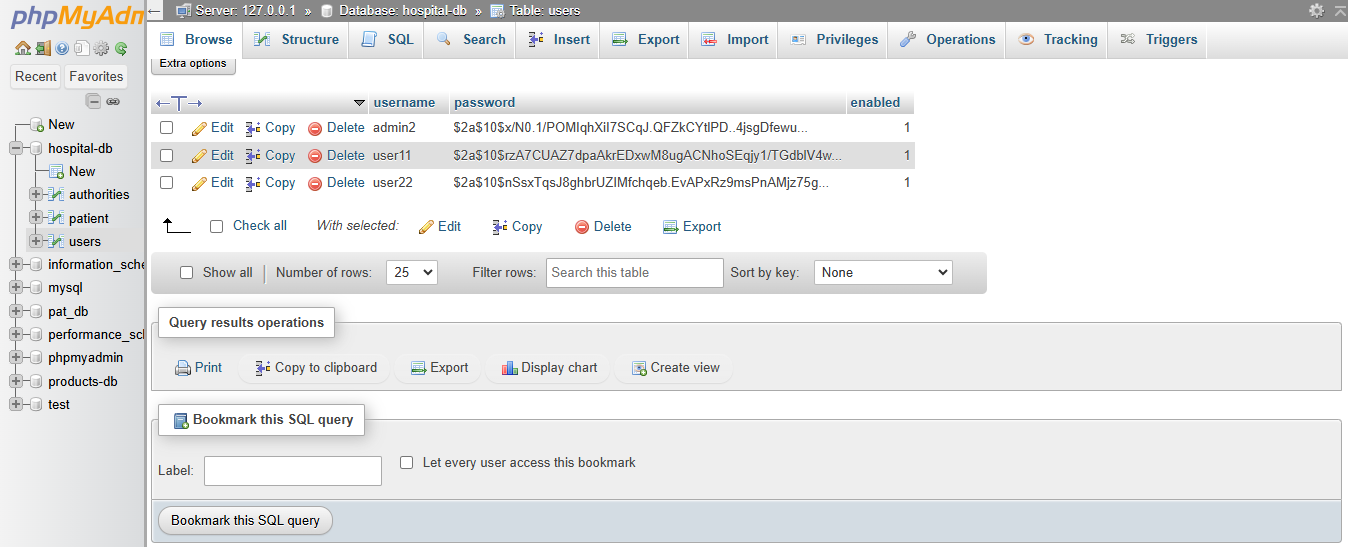 phpMyAdm
Server: 127.0.0.1 » Database: hospital-db » Table: users
Browse Structure SQL Search Insert Export Import Privileges Operations Tracking Triggers
Recent Favorites
Extra options
New
hospital-db
New
authorities
patient
users
information_sche
mysql
pat_db
performance_scl
phpmyadmin
products-db
test
username password enabled
Edit Copy Delete admin2 $2a$10$x/N0.1/POMIqhXiI7SCqJ.QFZkCYtlPD..4jsgDfewu... 1
Edit Copy Delete user11 $2a$10$rzA7CUAZ7dpaAkrEDxwM8ugACNhoSEqjy1/TGdblV4w... 1
Edit Copy Delete user22 $2a$10$nSsxTqsJ8ghbrUZIMfchqeb.EvAPxRz9msPnAMjz75g... 1
Check all With selected: Edit Copy Delete Export
Show all Number of rows: 25 Filter rows: Search this table Sort by key: None
Query results operations
Print Copy to clipboard Export Display chart Create view
Bookmark this SQL query
Label: Let every user access this bookmark
Bookmark this SQL query